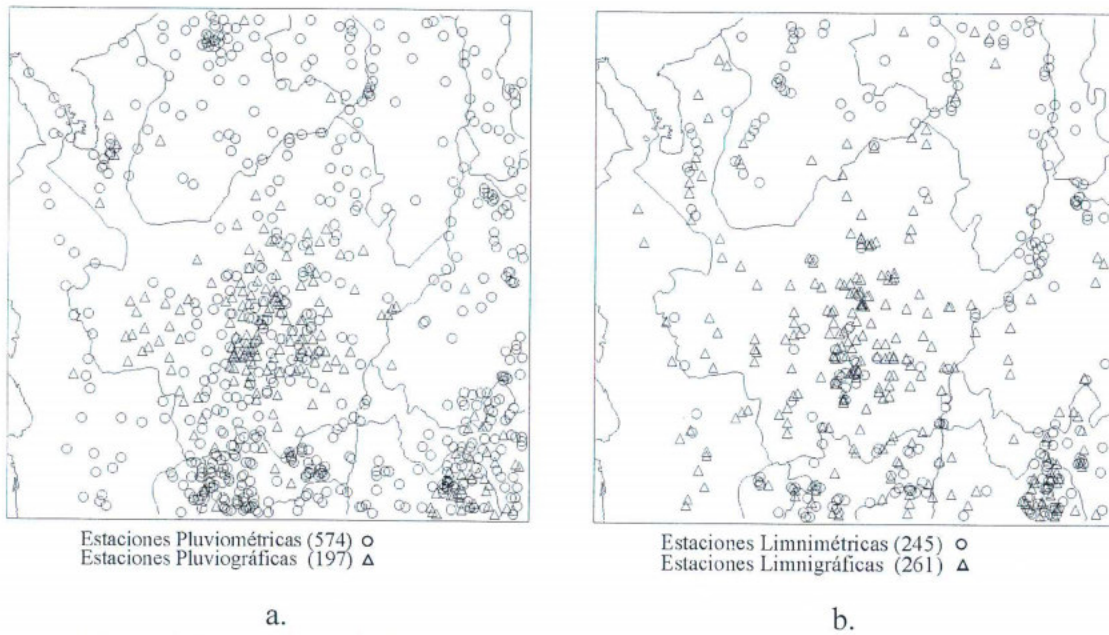 Estaciones Pluviométricas (574) O
Estaciones Pluviográficas (197) Δ
a.
Estaciones Limnimétricas (245) O
Estaciones Limnigráficas (261) Δ
b.